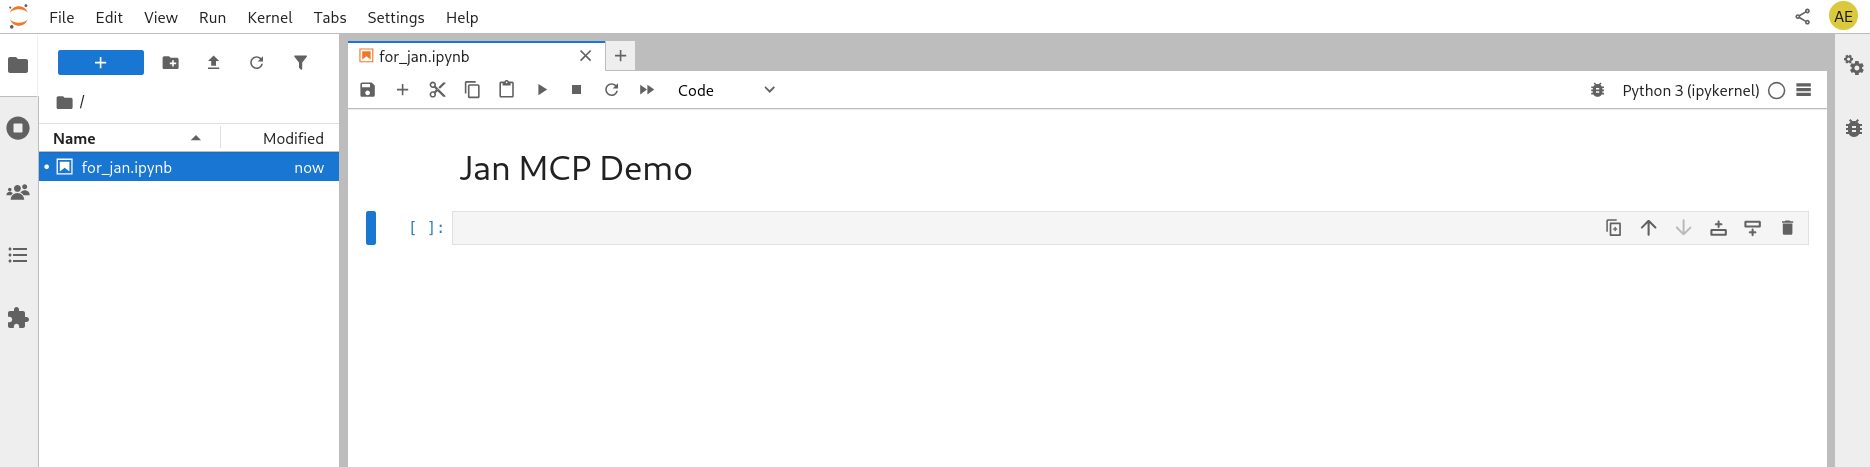 File Edit View Run Kernel Tabs Settings Help
AE
for_jan.ipynb
Code
Python 3 (ipykernel)
/
Name Modified
for_jan.ipynb now
Jan MCP Demo
[ ]: